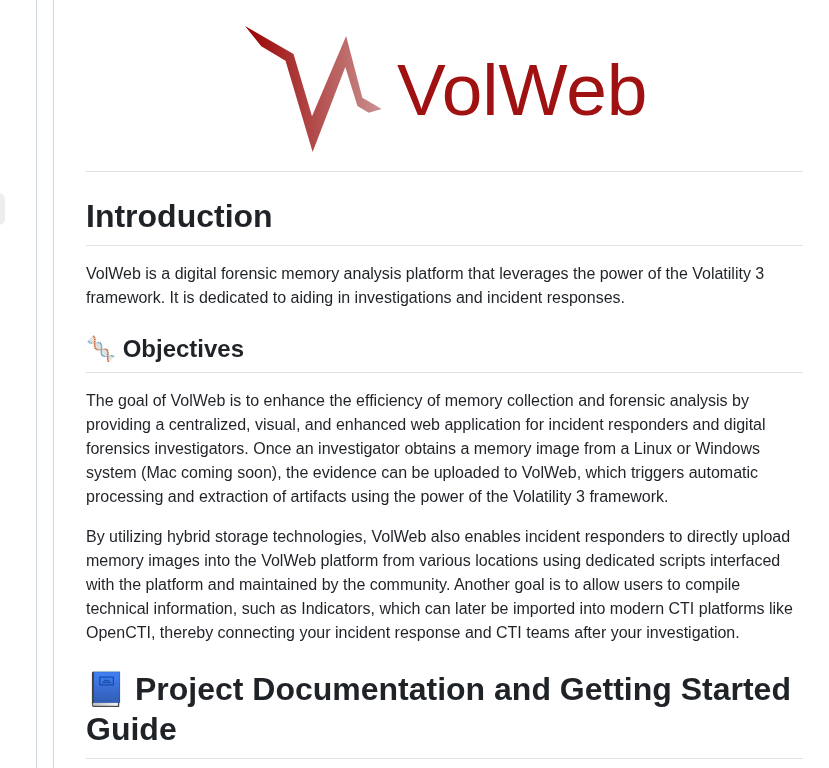 VolWeb
Introduction
VolWeb is a digital forensic memory analysis platform that leverages the power of the Volatility 3
framework. It is dedicated to aiding in investigations and incident responses.
🧬 Objectives
The goal of VolWeb is to enhance the efficiency of memory collection and forensic analysis by
providing a centralized, visual, and enhanced web application for incident responders and digital
forensics investigators. Once an investigator obtains a memory image from a Linux or Windows
system (Mac coming soon), the evidence can be uploaded to VolWeb, which triggers automatic
processing and extraction of artifacts using the power of the Volatility 3 framework.
By utilizing hybrid storage technologies, VolWeb also enables incident responders to directly upload
memory images into the VolWeb platform from various locations using dedicated scripts interfaced
with the platform and maintained by the community. Another goal is to allow users to compile
technical information, such as Indicators, which can later be imported into modern CTI platforms like
OpenCTI, thereby connecting your incident response and CTI teams after your investigation.
📘 Project Documentation and Getting Started
Guide